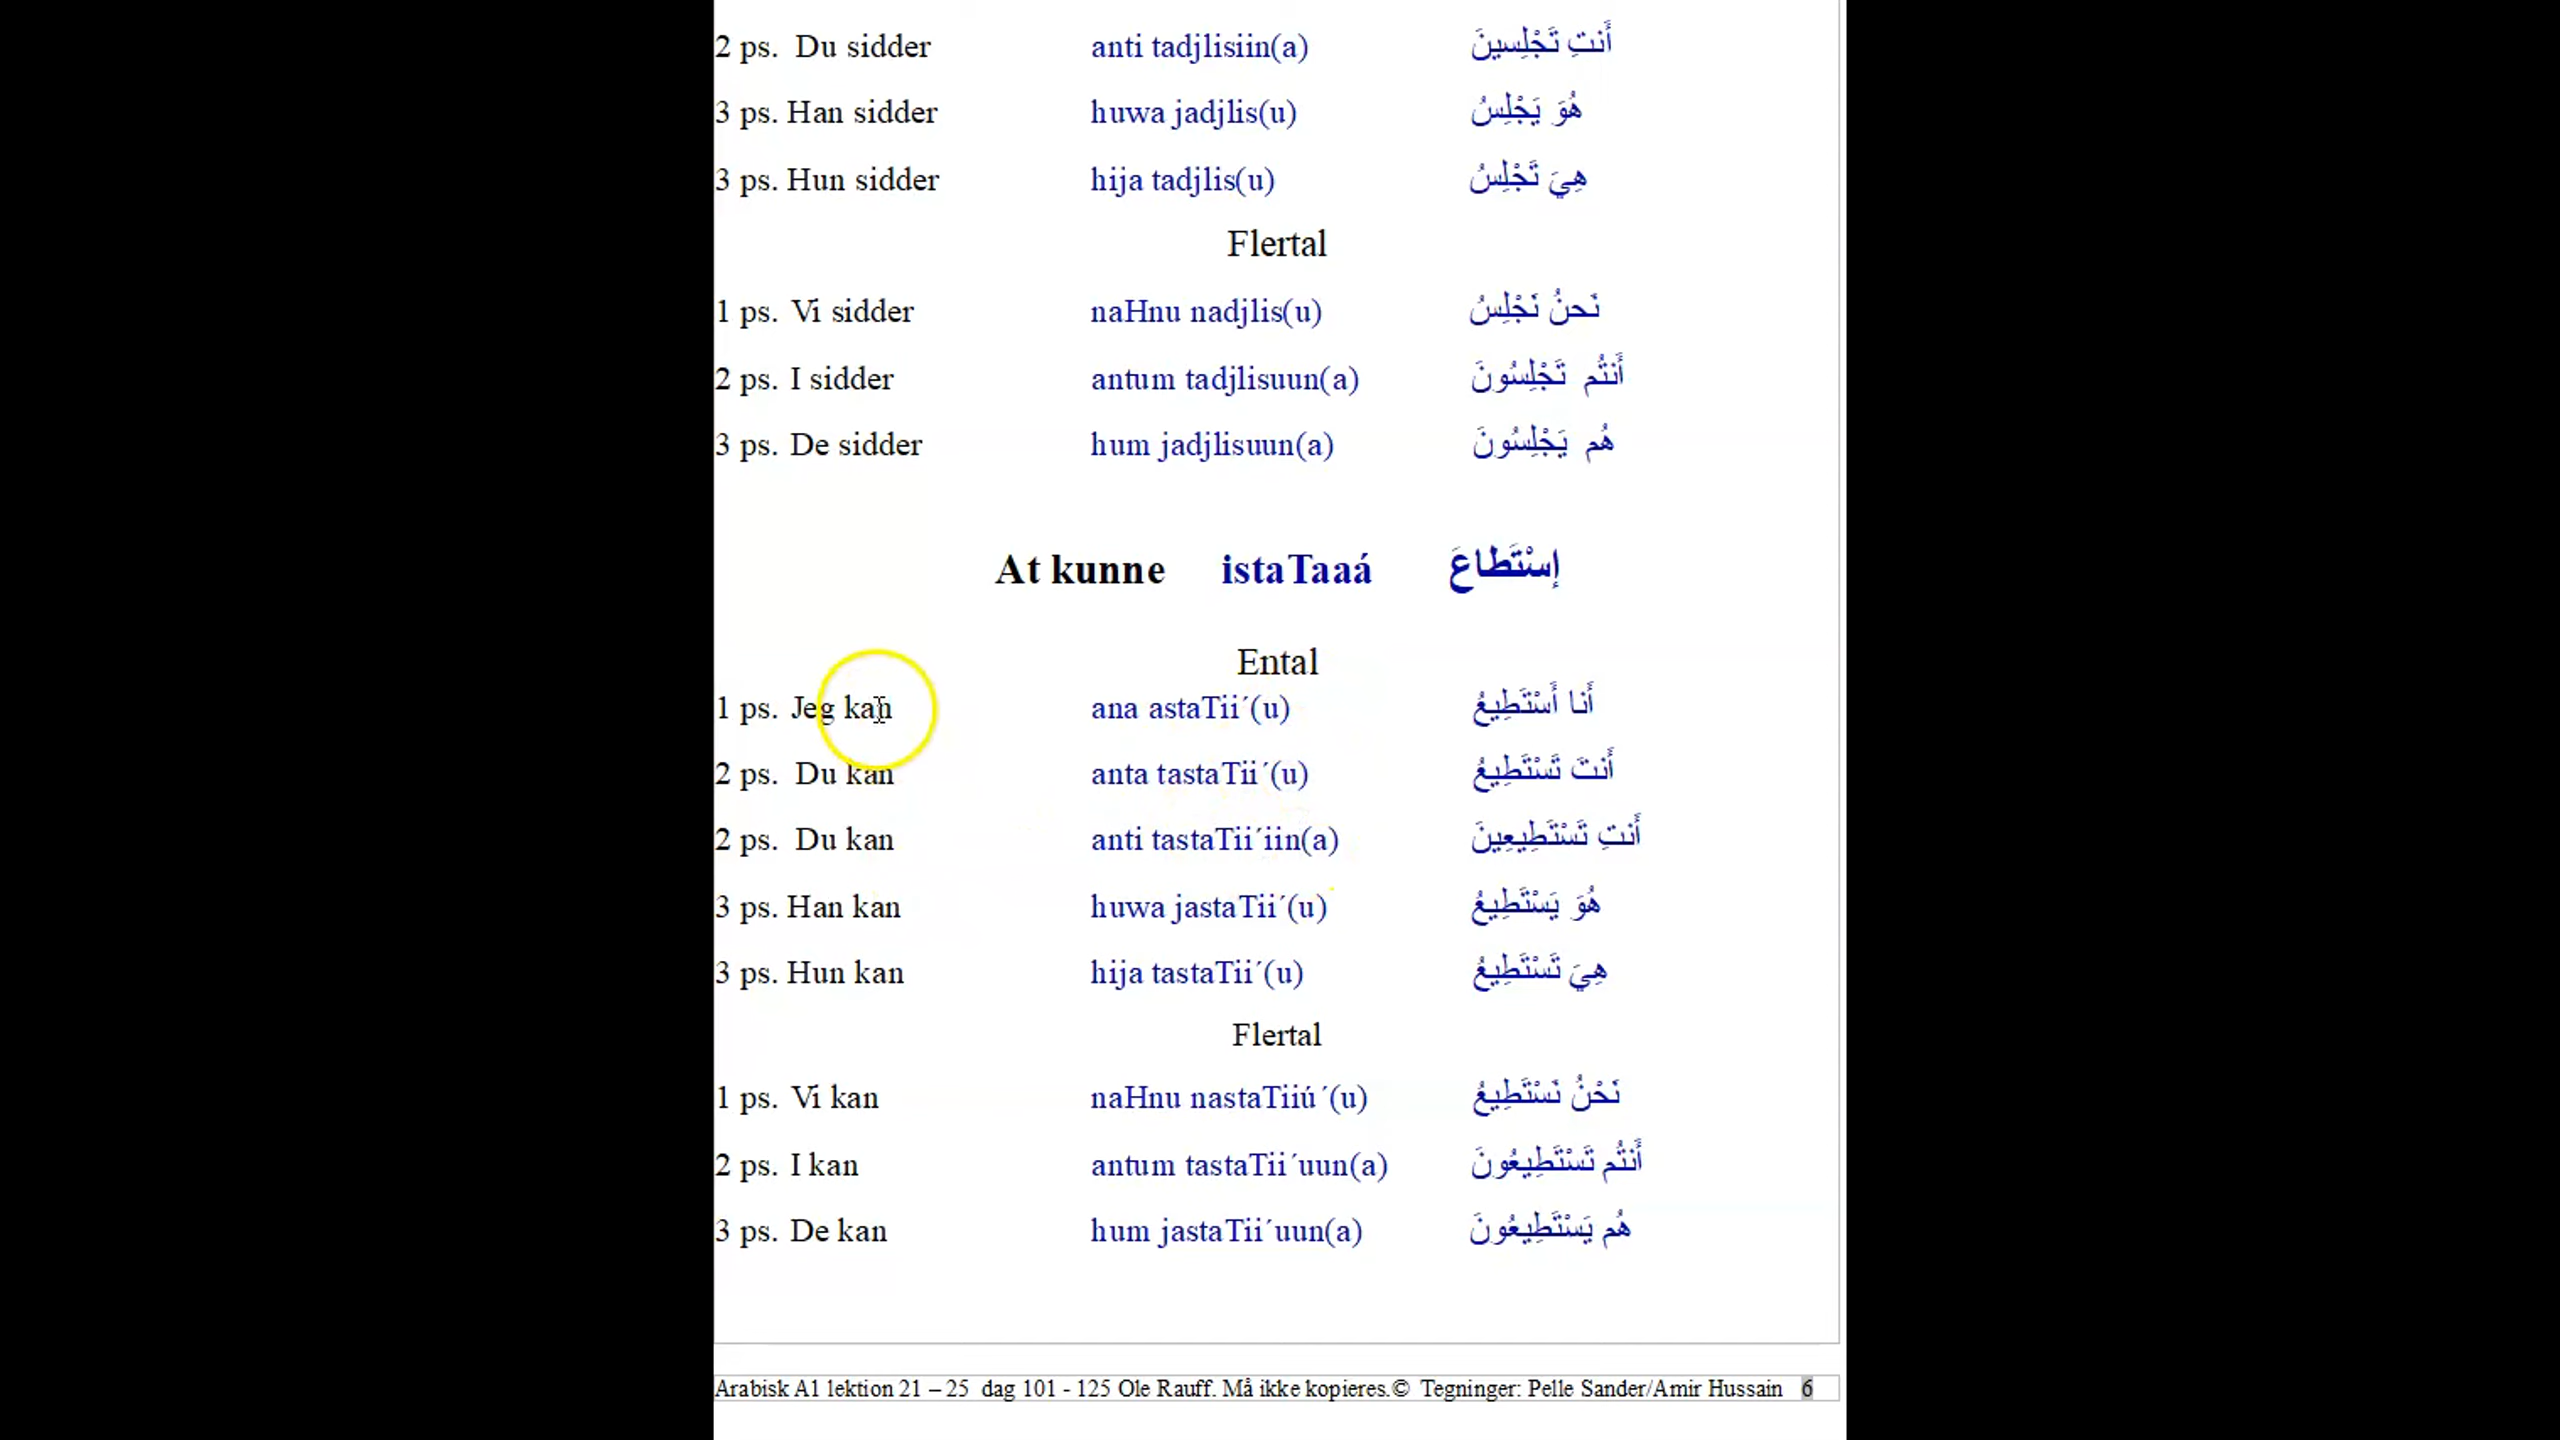 2 ps. Du sidder anti tadjlisiin(a) أَنتِ تَجْلِسينَ
3 ps. Han sidder huwa jadjlis(u) هُوَ يَجْلِسُ
3 ps. Hun sidder hija tadjlis(u) هِيَ تَجْلِسُ
Flertal
1 ps. Vi sidder naHnu nadjlis(u) نَحنُ نَجْلِسُ
2 ps. I sidder antum tadjlisuun(a) أَنتُم تَجْلِسُونَ
3 ps. De sidder hum jadjlisuun(a) هُم يَجْلِسُونَ
At kunne istaTaaá إسْتَطاعَ
Ental
1 ps. Jeg kan ana astaTii´(u) أَنا أَسْتَطِيعُ
2 ps. Du kan anta tastaTii´(u) أَنتَ تَسْتَطِيعُ
2 ps. Du kan anti tastaTii´iin(a) أَنتِ تَسْتَطِيعِينَ
3 ps. Han kan huwa jastaTii´(u) هُوَ يَسْتَطِيعُ
3 ps. Hun kan hija tastaTii´(u) هِيَ تَسْتَطِيعُ
Flertal
1 ps. Vi kan naHnu nastaTiiú´(u) نَحْنُ نَسْتَطِيعُ
2 ps. I kan antum tastaTii´uun(a) أَنتُم تَسْتَطِيعُونَ
3 ps. De kan hum jastaTii´uun(a) هُم يَسْتَطِيعُونَ
Arabisk A1 lektion 21 – 25 dag 101 - 125 Ole Rauff. Må ikke kopieres.© Tegninger: Pelle Sander/Amir Hussain 6